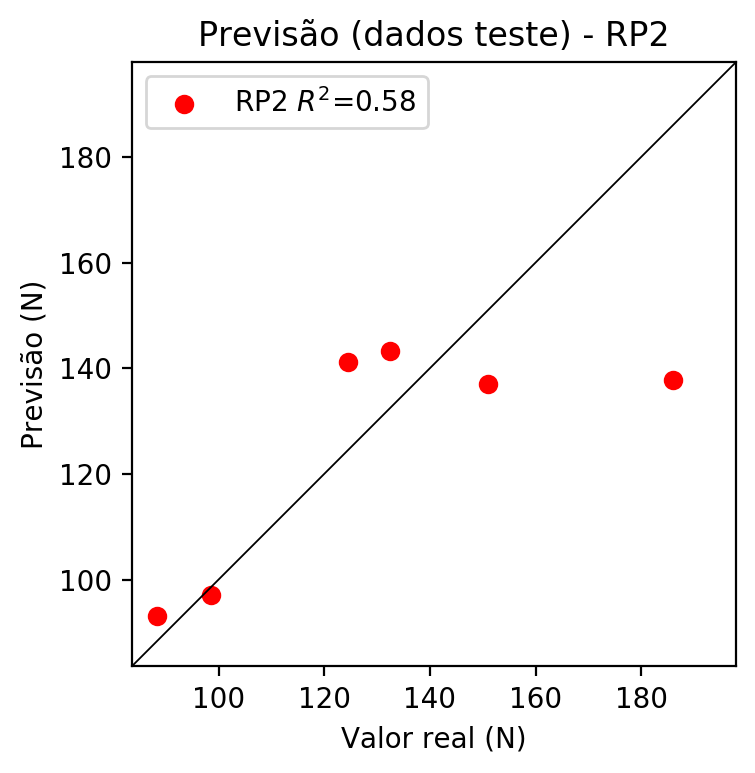 Previsão (dados teste) - RP2
RP2 R²=0.58
180
160
140
120
100
Previsão (N)
100
120
140
160
180
Valor real (N)